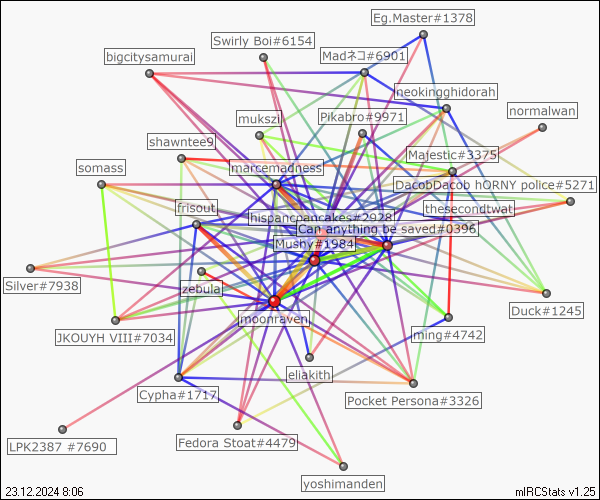 Eg.Master#1378
Swirly Boi#6154
Madネコ#6901
bigcitysamurai
neokingghidorah
normalwan
Pikabro#9971
mukszi
shawntee9
Majestic#3375
marcemadness
somass
DacobDacob hORNY police#5271
frisout
thesecondtwat
hispancpancakes#2928
Can anything be saved#0396
Mushy#1984
Silver#7938
zebula
Duck#1245
moonraven
JKOUYH VIII#7034
ming#4742
eliakith
Cypha#1717
Pocket Persona#3326
Fedora Stoat#4479
LPK2387 #7690
yoshimanden
23.12.2024 8:06
mIRCStats v1.25